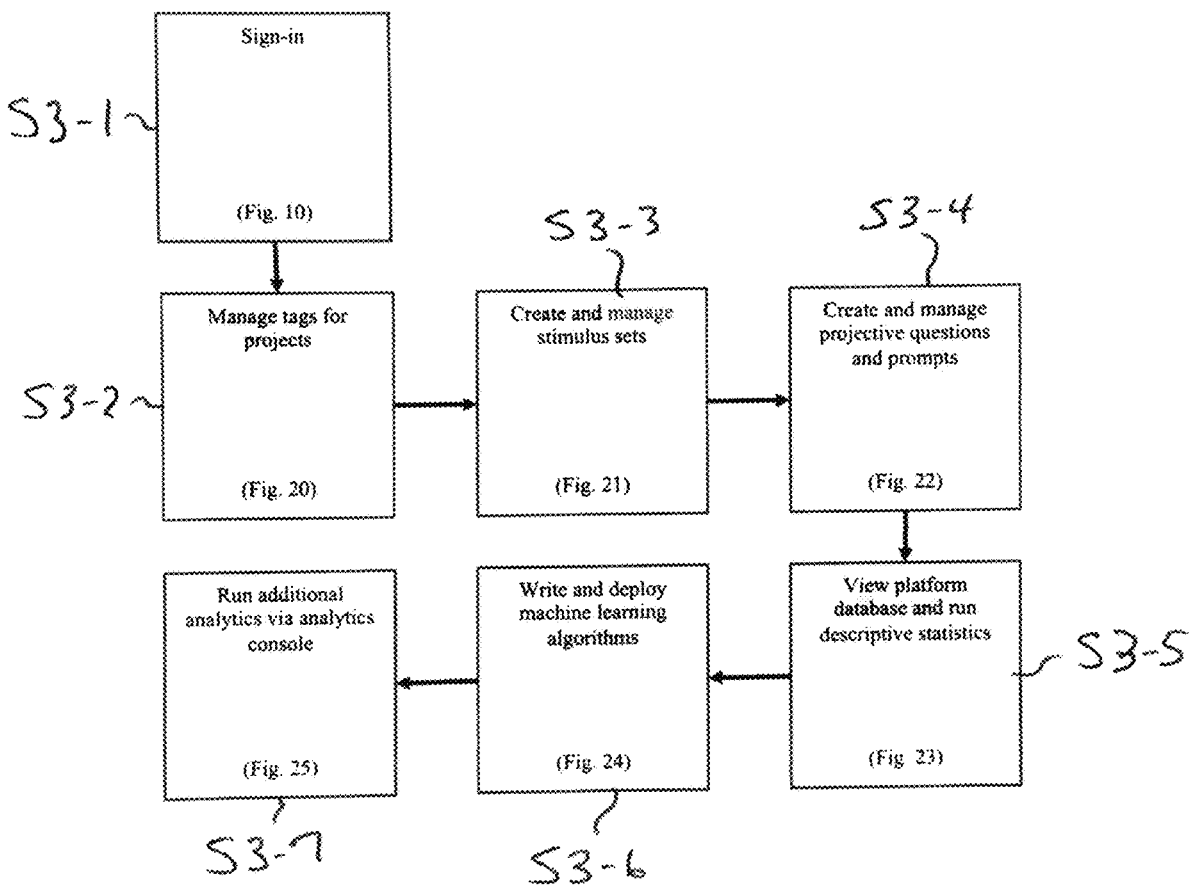 Sign-in
S3-1
(Fig. 10)
S3-3
S3-4
Manage tags for
projects
S3-2
(Fig. 20)
Create and manage
stimulus sets
(Fig. 21)
Create and manage
projective questions
and prompts
(Fig. 22)
View platform
database and run
descriptive statistics
S3-5
(Fig 23)
Write and deploy
machine learning
algorithms
(Fig. 24)
S3-6
Run additional
analytics via analytics
console
(Fig. 25)
S3-7